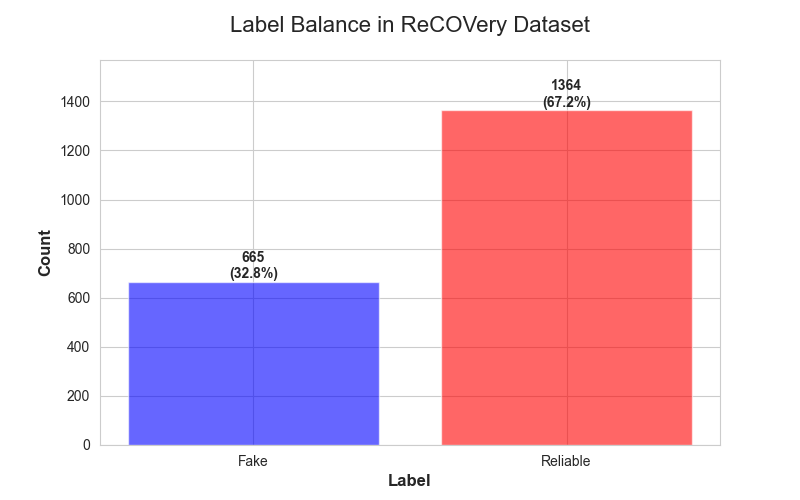 Label Balance in ReCOVery Dataset
1364
(67.2%)
665
(32.8%)
1400
1200
1000
800
600
400
200
0
Count
Fake
Reliable
Label